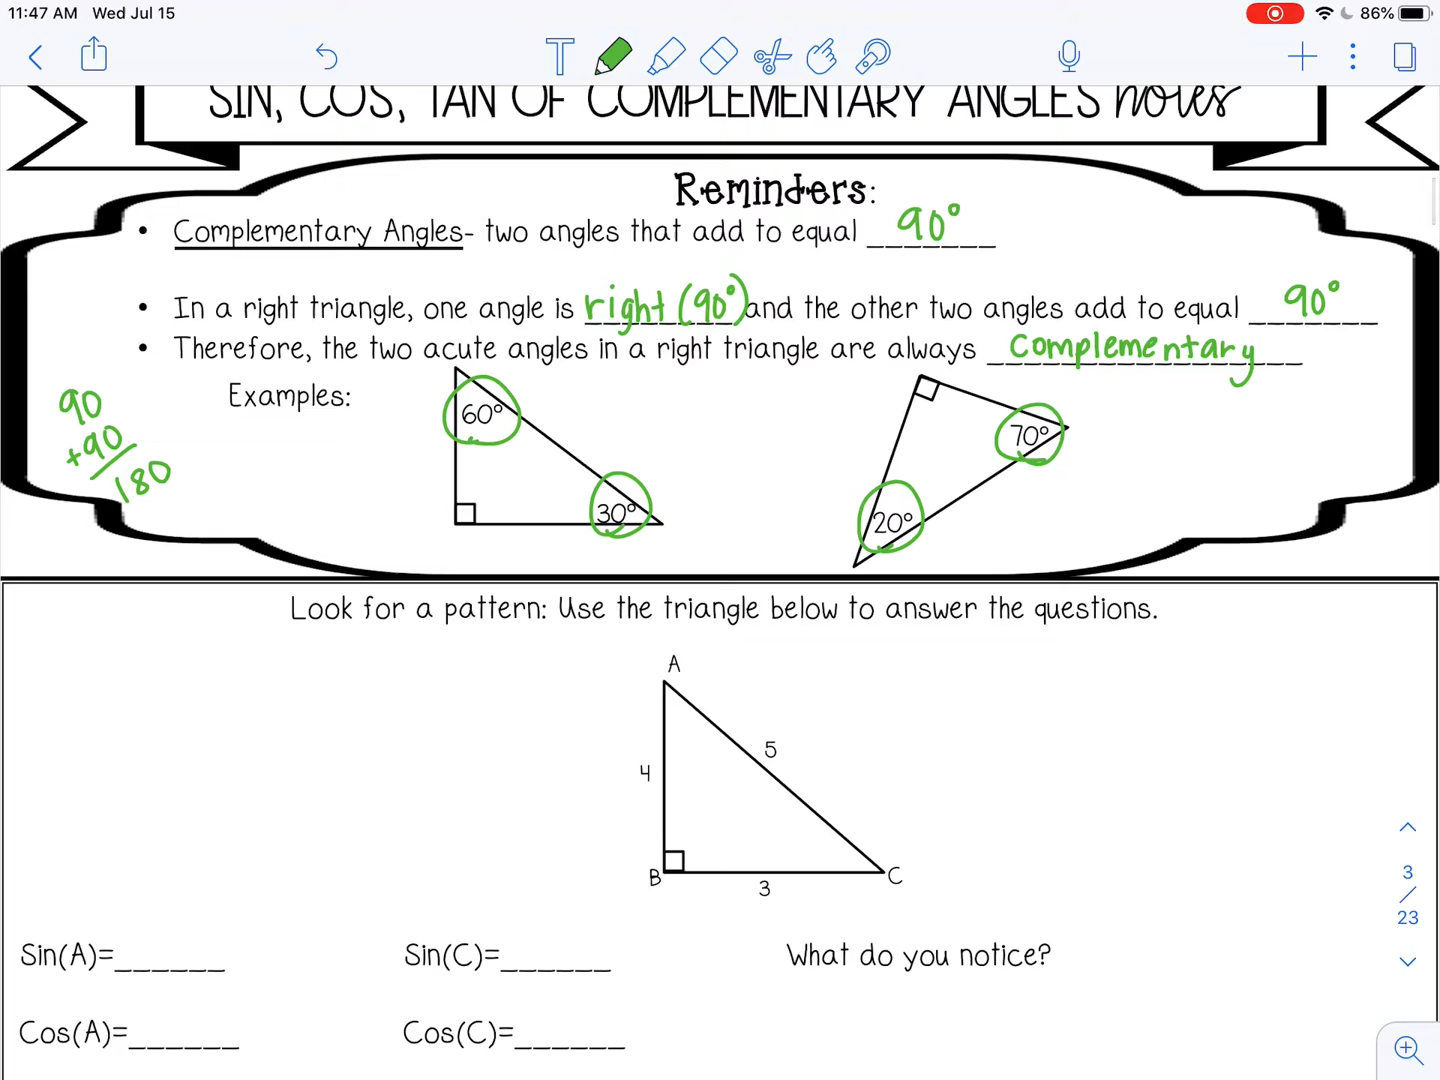 11:47 AM Wed Jul 15
86%
SIN, COS, TAN OF COMPLEMENTARY ANGLES notes
Reminders:
• Complementary Angles- two angles that add to equal 90°
• In a right triangle, one angle is right (90°) and the other two angles add to equal 90°
• Therefore, the two acute angles in a right triangle are always complementary
Examples:
90
+90
180
60°
30°
70°
20°
Look for a pattern: Use the triangle below to answer the questions.
A
5
4
B
3
C
3
/
23
Sin(A)=______ Sin(C)=______ What do you notice?
Cos(A)=______ Cos(C)=______